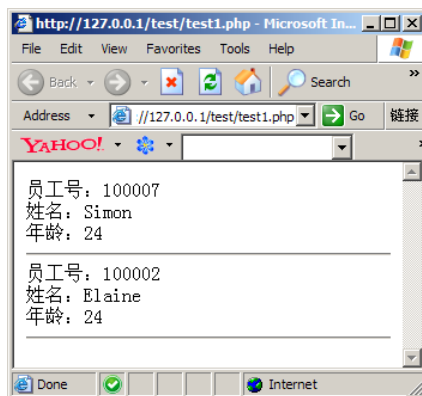 http://127.0.0.1/test/test1.php - Microsoft In...
File Edit View Favorites Tools Help
Back Search »
Address //127.0.0.1/test/test1.php Go 链接
YAHOO!
员工号：100007
姓名：Simon
年龄：24
员工号：100002
姓名：Elaine
年龄：24
Done Internet